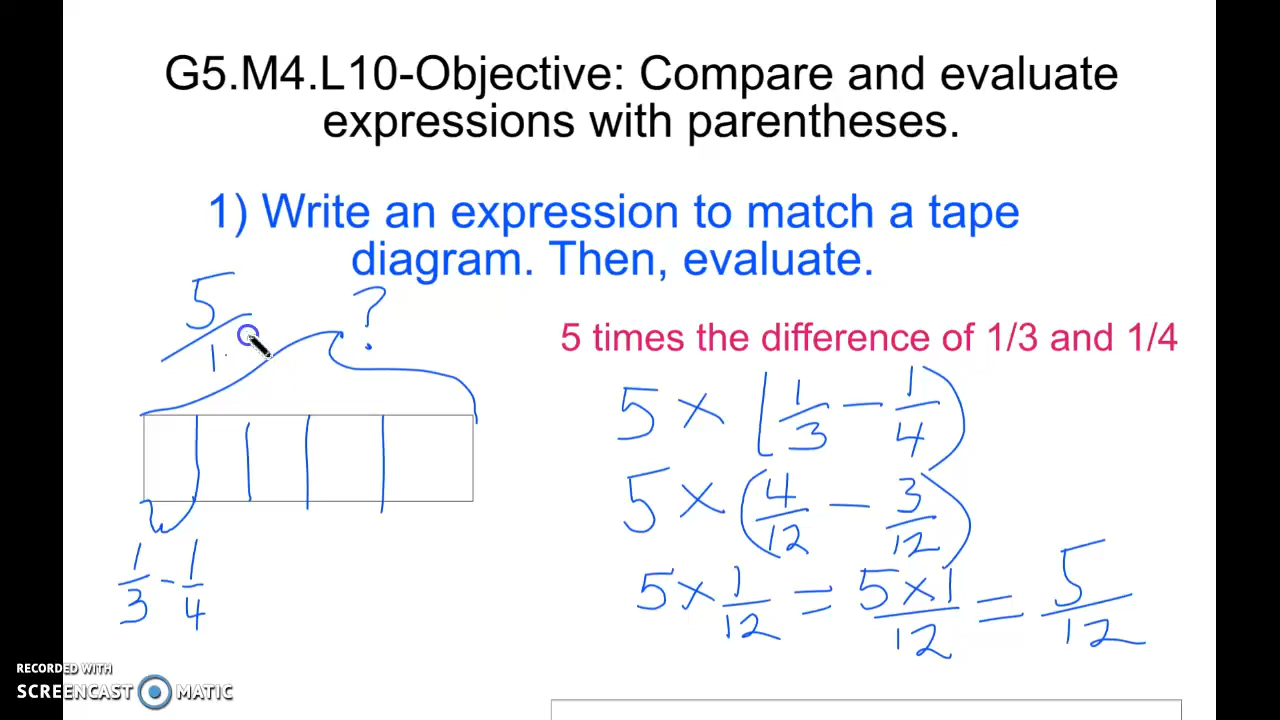 G5.M4.L10-Objective: Compare and evaluate
expressions with parentheses.
1) Write an expression to match a tape
diagram. Then, evaluate.
5/1
?
5 times the difference of 1/3 and 1/4
5 × (1/3 − 1/4)
5 × (4/12 − 3/12)
5 × 1/12 = 5×1/12 = 5/12
1/3 − 1/4
RECORDED WITH
SCREENCAST MATIC